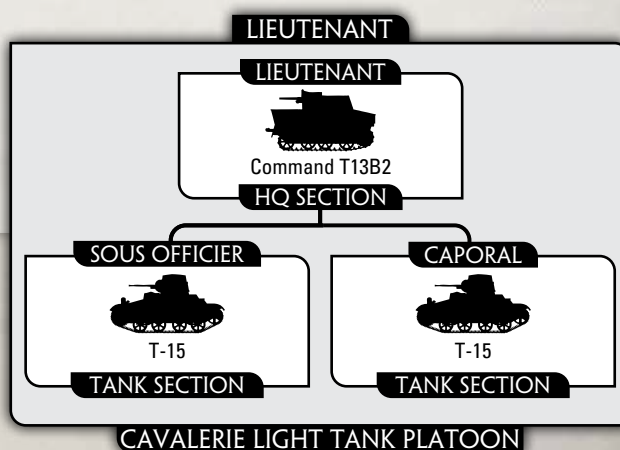 LIEUTENANT
LIEUTENANT
Command T13B2
HQ SECTION
SOUS OFFICIER
CAPORAL
T-15
T-15
TANK SECTION
TANK SECTION
CAVALERIE LIGHT TANK PLATOON